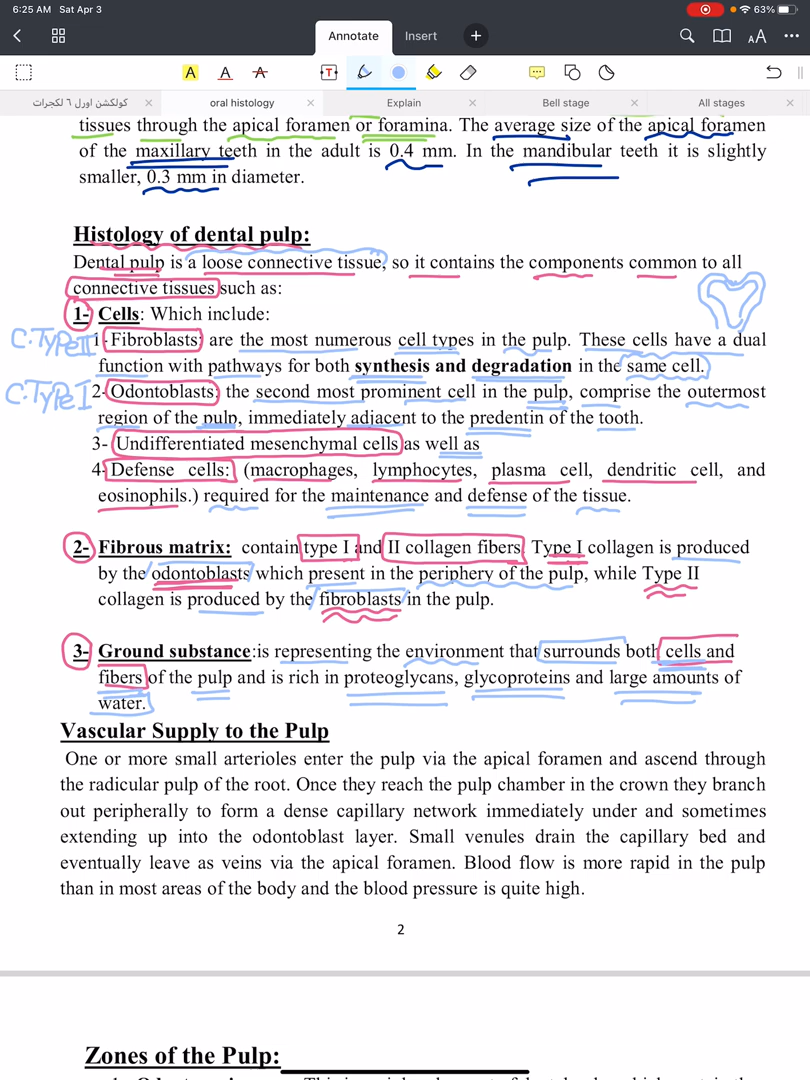 6:25 AM Sat Apr 3
63%
Annotate
Insert
AA
A A A T
كولكشن اورل ٦ لكجرات
oral histology
Explain
Bell stage
All stages
tissues through the apical foramen or foramina. The average size of the apical foramen
of the maxillary teeth in the adult is 0.4 mm. In the mandibular teeth it is slightly
smaller, 0.3 mm in diameter.
Histology of dental pulp:
Dental pulp is a loose connective tissue, so it contains the components common to all
connective tissues such as:
1- Cells: Which include:
C.Type II 1- Fibroblasts: are the most numerous cell types in the pulp. These cells have a dual
function with pathways for both synthesis and degradation in the same cell.
C.Type I 2- Odontoblasts: the second most prominent cell in the pulp, comprise the outermost
region of the pulp, immediately adjacent to the predentin of the tooth.
3- Undifferentiated mesenchymal cells as well as
4- Defense cells: (macrophages, lymphocytes, plasma cell, dendritic cell, and
eosinophils.) required for the maintenance and defense of the tissue.
2- Fibrous matrix: contain type I and II collagen fibers. Type I collagen is produced
by the odontoblasts which present in the periphery of the pulp, while Type II
collagen is produced by the fibroblasts in the pulp.
3- Ground substance:is representing the environment that surrounds both cells and
fibers of the pulp and is rich in proteoglycans, glycoproteins and large amounts of
water.
Vascular Supply to the Pulp
One or more small arterioles enter the pulp via the apical foramen and ascend through
the radicular pulp of the root. Once they reach the pulp chamber in the crown they branch
out peripherally to form a dense capillary network immediately under and sometimes
extending up into the odontoblast layer. Small venules drain the capillary bed and
eventually leave as veins via the apical foramen. Blood flow is more rapid in the pulp
than in most areas of the body and the blood pressure is quite high.
2
Zones of the Pulp: